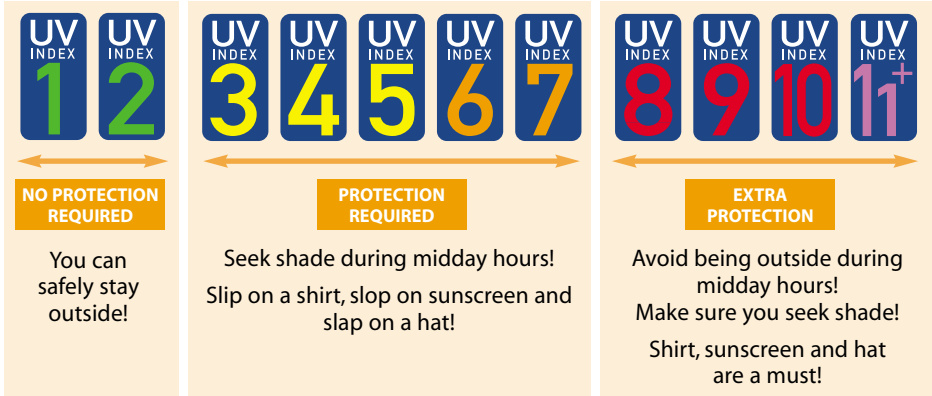 UV
INDEX
1
UV
INDEX
2
NO PROTECTION
REQUIRED
You can
safely stay
outside!
UV
INDEX
3
UV
INDEX
4
UV
INDEX
5
UV
INDEX
6
UV
INDEX
7
PROTECTION
REQUIRED
Seek shade during midday hours!
Slip on a shirt, slop on sunscreen and
slap on a hat!
UV
INDEX
8
UV
INDEX
9
UV
INDEX
10
UV
INDEX
11+
EXTRA
PROTECTION
Avoid being outside during
midday hours!
Make sure you seek shade!
Shirt, sunscreen and hat
are a must!